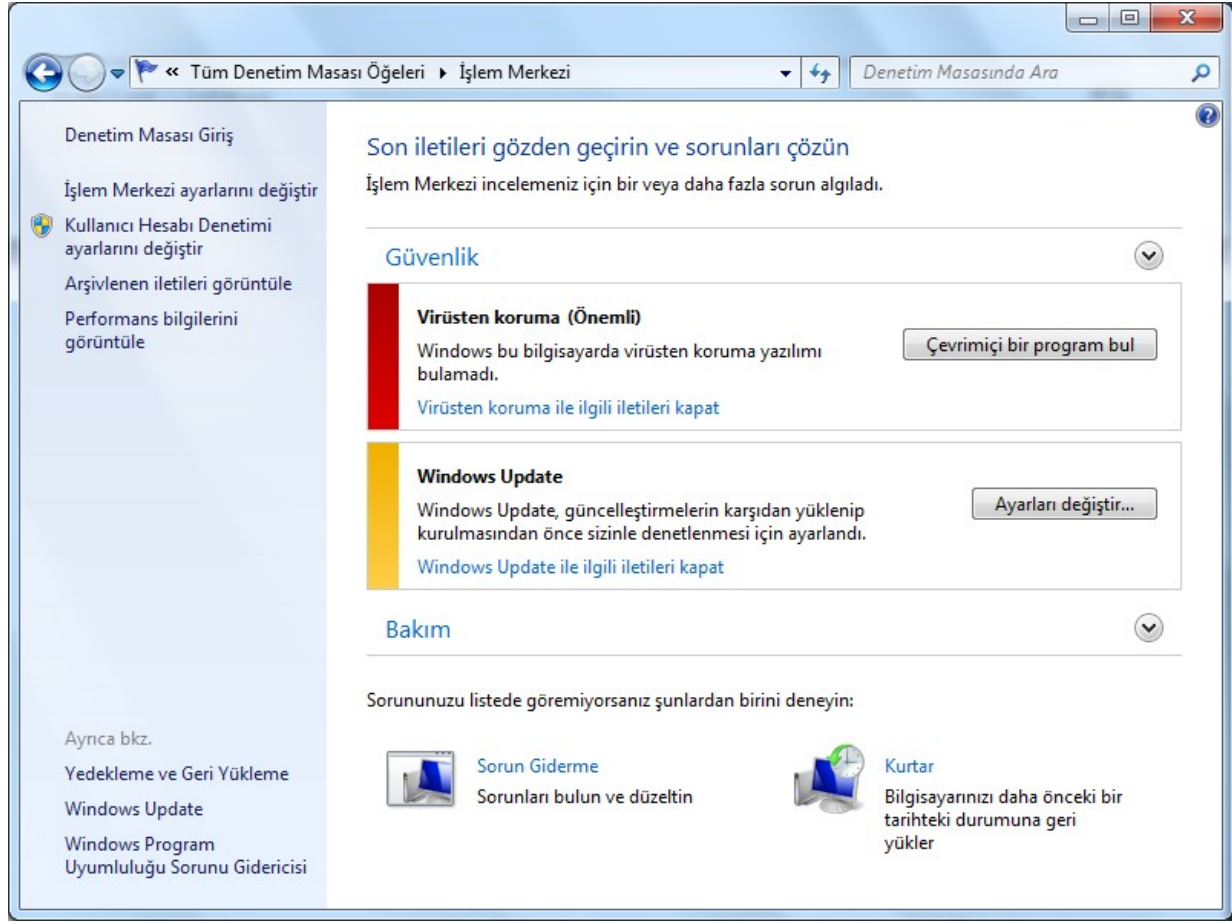 « Tüm Denetim Masası Öğeleri ▸ İşlem Merkezi
Denetim Masasında Ara
Denetim Masası Giriş
İşlem Merkezi ayarlarını değiştir
Kullanıcı Hesabı Denetimi
ayarlarını değiştir
Arşivlenen iletileri görüntüle
Performans bilgilerini
görüntüle
Ayrıca bkz.
Yedekleme ve Geri Yükleme
Windows Update
Windows Program
Uyumluluğu Sorunu Gidericisi
Son iletileri gözden geçirin ve sorunları çözün
İşlem Merkezi incelemeniz için bir veya daha fazla sorun algıladı.
Güvenlik
Virüsten koruma (Önemli)
Windows bu bilgisayarda virüsten koruma yazılımı
bulamadı.
Virüsten koruma ile ilgili iletileri kapat
Çevrimiçi bir program bul
Windows Update
Windows Update, güncelleştirmelerin karşıdan yüklenip
kurulmasından önce sizinle denetlenmesi için ayarlandı.
Windows Update ile ilgili iletileri kapat
Ayarları değiştir...
Bakım
Sorununuzu listede göremiyorsanız şunlardan birini deneyin:
Sorun Giderme
Sorunları bulun ve düzeltin
Kurtar
Bilgisayarınızı daha önceki bir
tarihteki durumuna geri
yükler